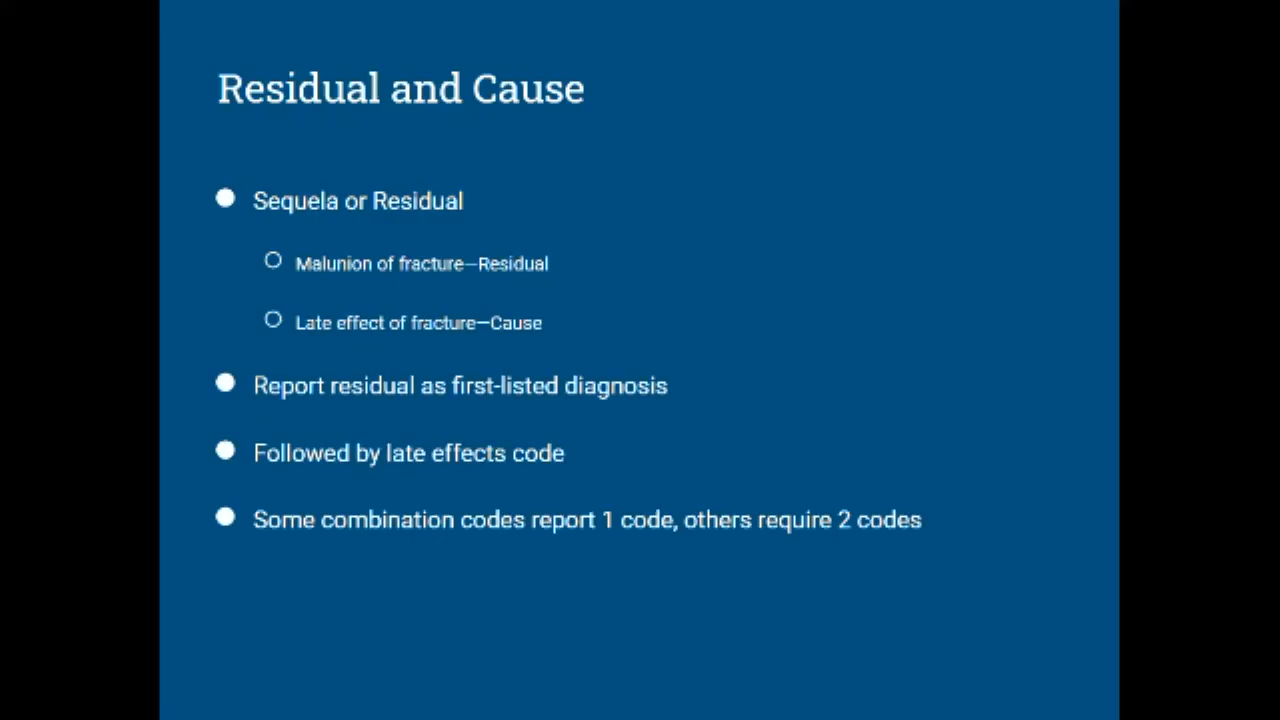 Residual and Cause
Sequela or Residual
Malunion of fracture—Residual
Late effect of fracture—Cause
Report residual as first-listed diagnosis
Followed by late effects code
Some combination codes report 1 code, others require 2 codes